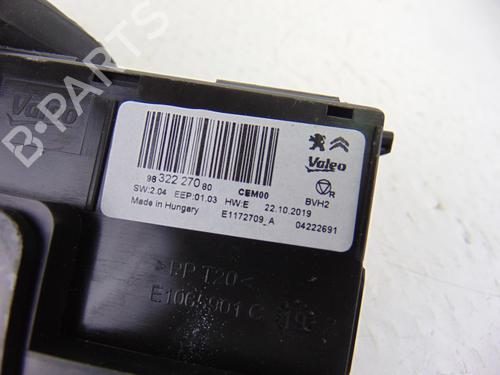 Valeo
B-PARTS
Valeo
98 322 270 80 CEM00
SW:2.04 EEP:01.03 HW:E 22.10.2019 BVH2
Made in Hungary E1172709_A 04222691
>PP T20<
E1065901 C